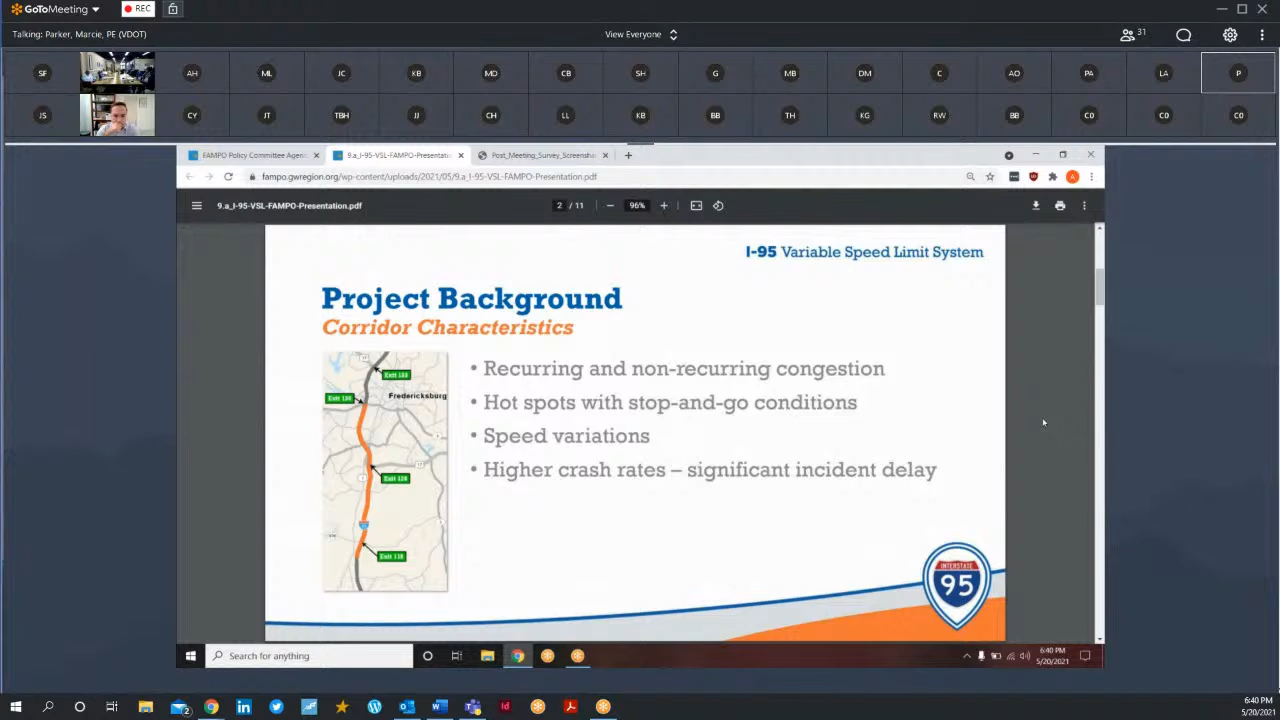 GoToMeeting
REC
Talking: Parker, Marcie, PE (VDOT)
View Everyone
31
SF
AH
ML
JC
KB
MD
CB
SH
G
MB
DM
C
AO
PA
LA
P
JS
CY
JT
TBH
JJ
CH
LL
KB
BB
TH
KG
RW
BB
C0
C0
C0
FAMPO Policy Committee Agen
9.a_I-95-VSL-FAMPO-Presentati
Post_Meeting_Survey_Screensh
fampo.gwregion.org/wp-content/uploads/2021/05/9.a_I-95-VSL-FAMPO-Presentation.pdf
9.a_I-95-VSL-FAMPO-Presentation.pdf
2 / 11
96%
I-95 Variable Speed Limit System
Project Background
Corridor Characteristics
Exit 130
Fredericksburg
Exit 126
Exit 118
• Recurring and non-recurring congestion
• Hot spots with stop-and-go conditions
• Speed variations
• Higher crash rates – significant incident delay
INTERSTATE
95
Search for anything
6:40 PM
5/20/2021
6:40 PM
5/20/2021